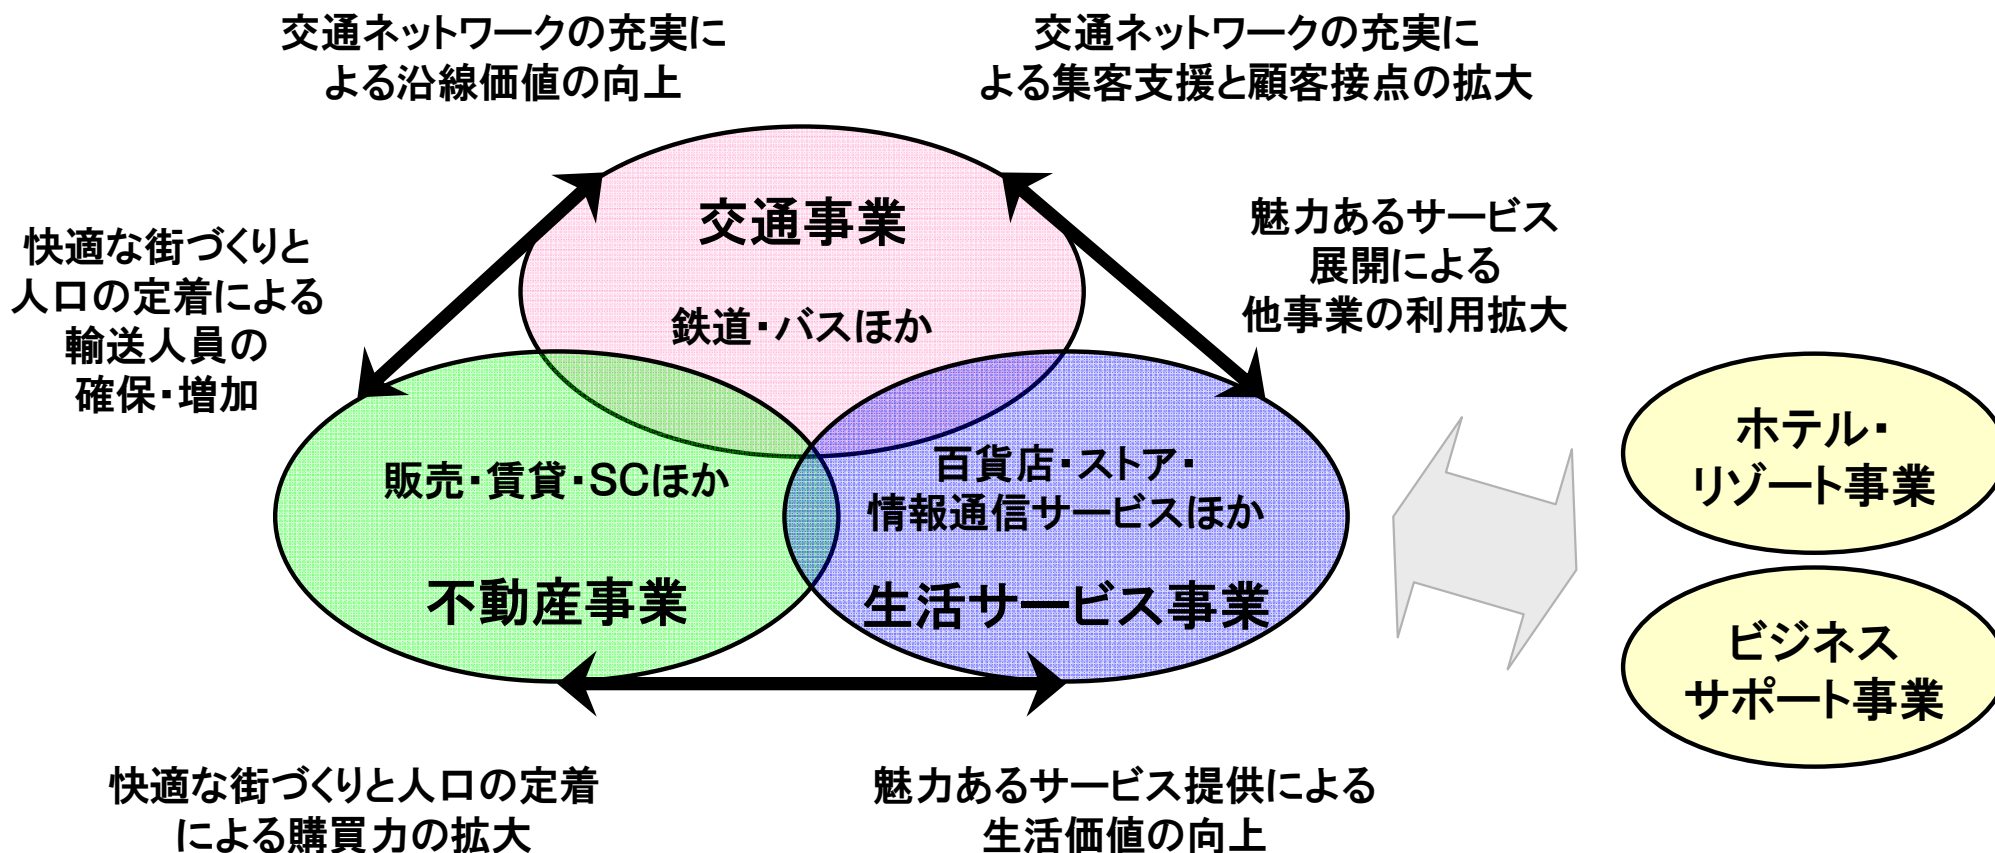 交通ネットワークの充実に
よる沿線価値の向上
交通ネットワークの充実に
よる集客支援と顧客接点の拡大
交通事業
鉄道・バスほか
快適な街づくりと
人口の定着による
輸送人員の
確保・増加
魅力あるサービス
展開による
他事業の利用拡大
販売・賃貸・SCほか
不動産事業
百貨店・ストア・
情報通信サービスほか
生活サービス事業
ホテル・
リゾート事業
ビジネス
サポート事業
快適な街づくりと人口の定着
による購買力の拡大
魅力あるサービス提供による
生活価値の向上